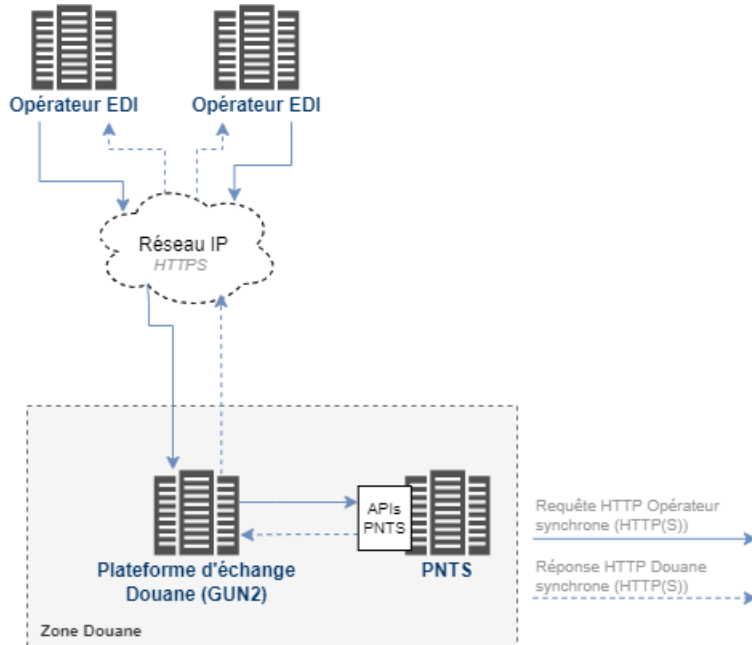 Opérateur EDI
Opérateur EDI
Réseau IP
HTTPS
APIs
PNTS
Plateforme d'échange
Douane (GUN2)
PNTS
Zone Douane
Requête HTTP Opérateur
synchrone (HTTP(S))
Réponse HTTP Douane
synchrone (HTTP(S))